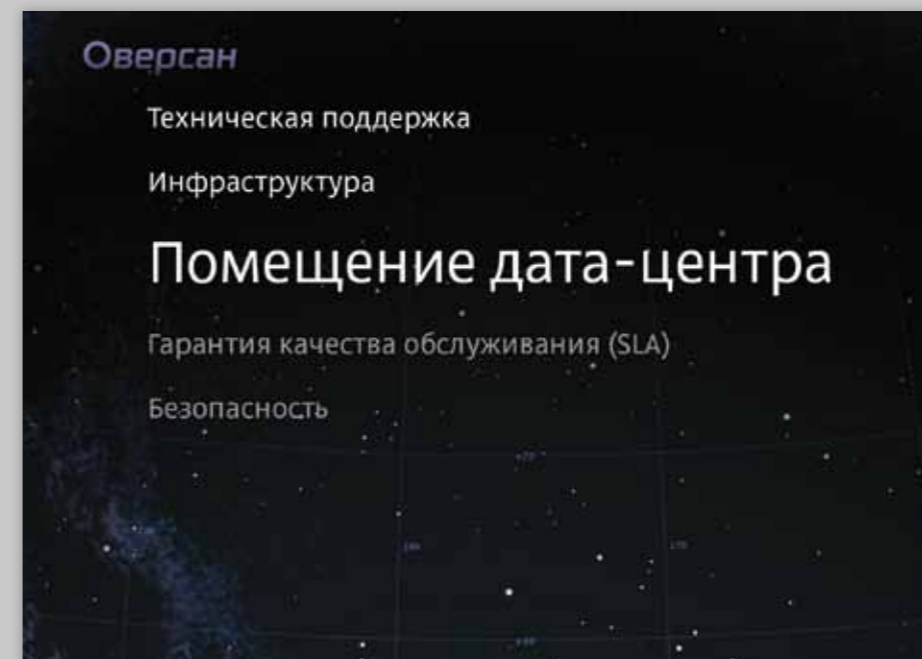 Оверсан
Техническая поддержка
Инфраструктура
Помещение дата-центра
Гарантия качества обслуживания (SLA)
Безопасность